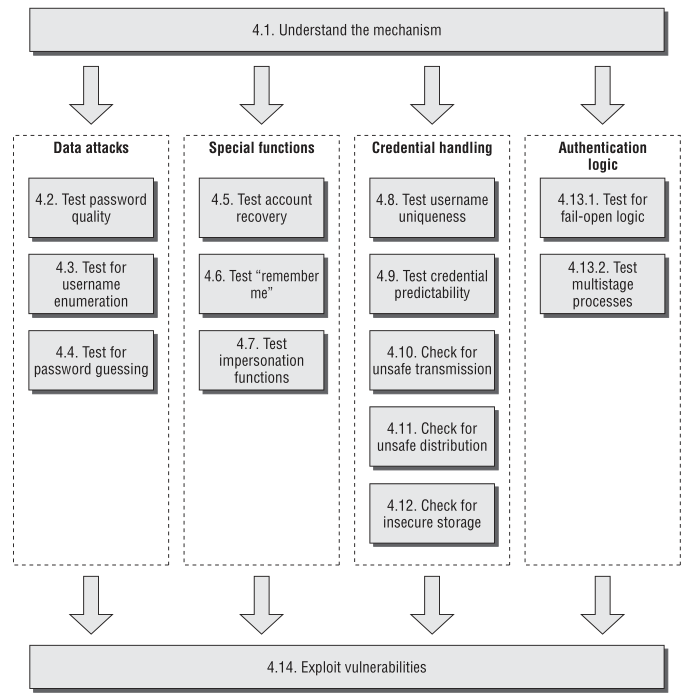 4.1. Understand the mechanism
Data attacks
4.2. Test password
quality
4.3. Test for
username
enumeration
4.4. Test for
password guessing
Special functions
4.5. Test account
recovery
4.6. Test “remember
me”
4.7. Test
impersonation
functions
Credential handling
4.8. Test username
uniqueness
4.9. Test credential
predictability
4.10. Check for
unsafe transmission
4.11. Check for
unsafe distribution
4.12. Check for
insecure storage
Authentication
logic
4.13.1. Test for
fail-open logic
4.13.2. Test
multistage
processes
4.14. Exploit vulnerabilities